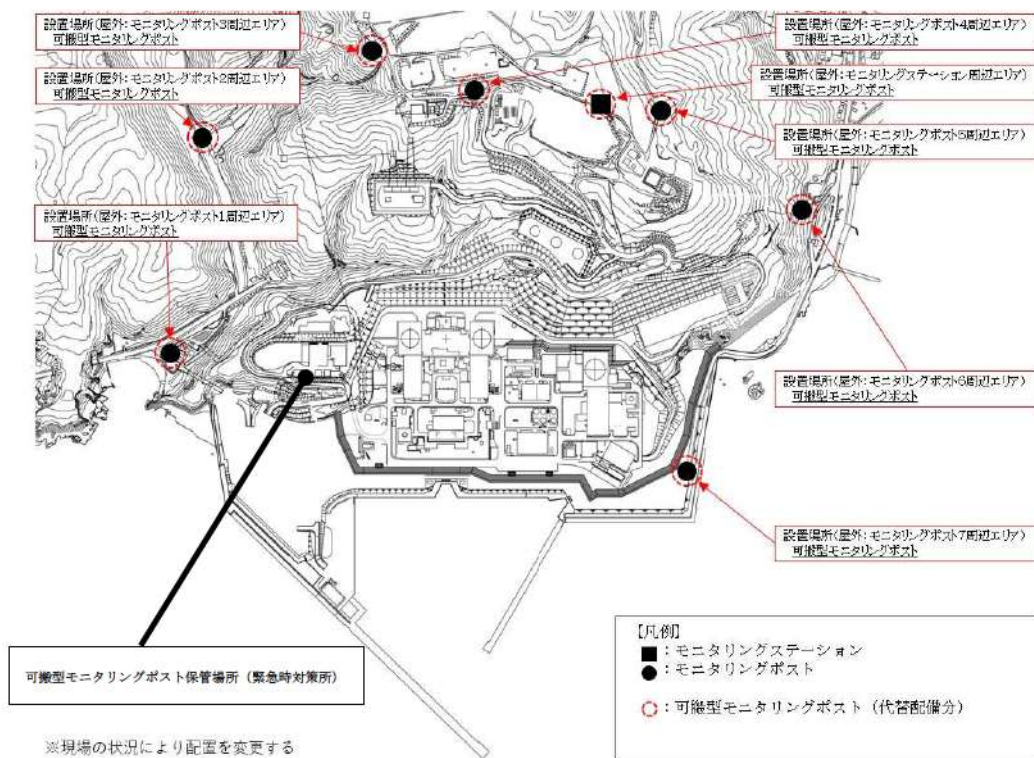 設置場所(屋外：モニタリングポスト3周辺エリア)
可搬型モニタリングポスト
設置場所(屋外：モニタリングポスト4周辺エリア)
可搬型モニタリングポスト
設置場所(屋外：モニタリングポスト2周辺エリア)
可搬型モニタリングポスト
設置場所(屋外：モニタリングステーション周辺エリア)
可搬型モニタリングポスト
設置場所(屋外：モニタリングポスト5周辺エリア)
可搬型モニタリングポスト
設置場所(屋外：モニタリングポスト1周辺エリア)
可搬型モニタリングポスト
設置場所(屋外：モニタリングポスト6周辺エリア)
可搬型モニタリングポスト
設置場所(屋外：モニタリングポスト7周辺エリア)
可搬型モニタリングポスト
可搬型モニタリングポスト保管場所（緊急時対策所）
【凡例】
■：モニタリングステーション
●：モニタリングポスト
○：可搬型モニタリングポスト（代替配備分）
※現場の状況により配置を変更する